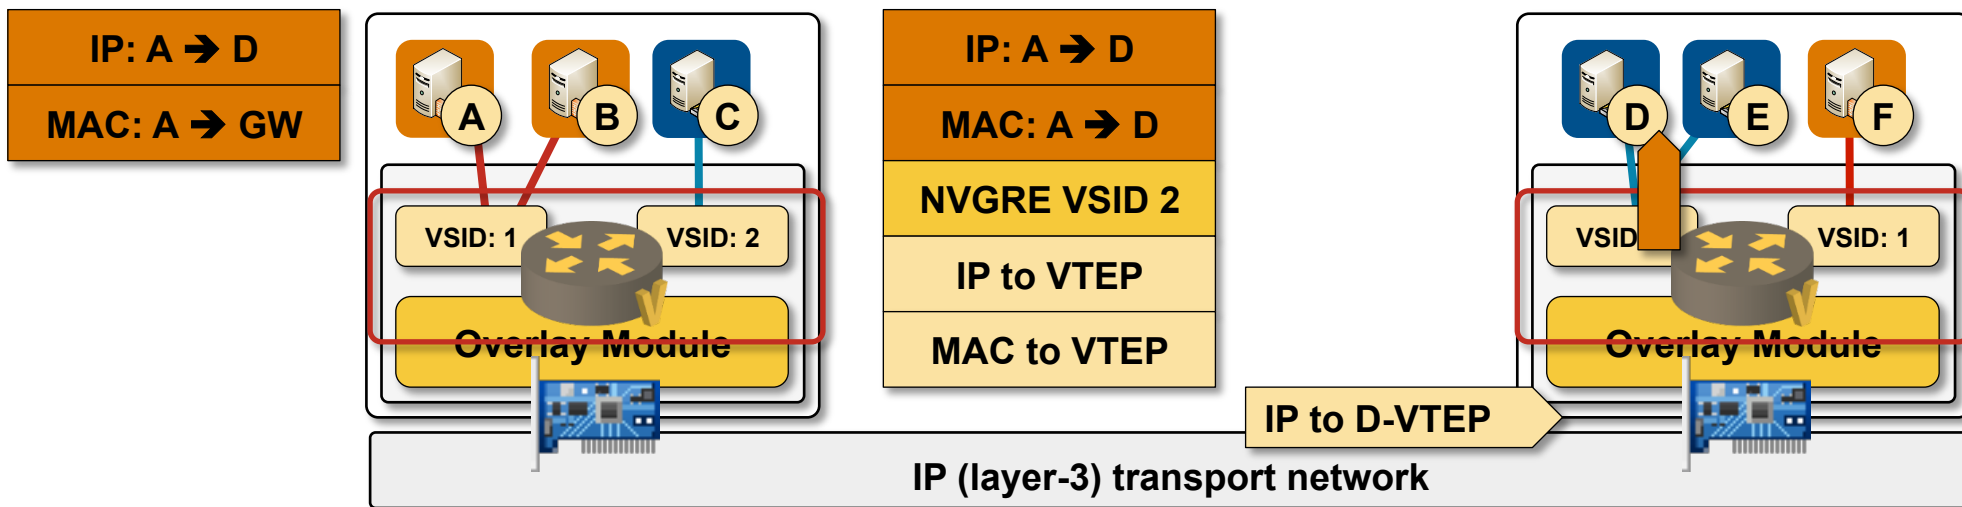 IP: A ➔ D
MAC: A ➔ GW
A
B
C
VSID: 1
VSID: 2
Overlay Module
IP: A ➔ D
MAC: A ➔ D
NVGRE VSID 2
IP to VTEP
MAC to VTEP
D
E
F
VSID
VSID: 1
Overlay Module
IP to D-VTEP
IP (layer-3) transport network